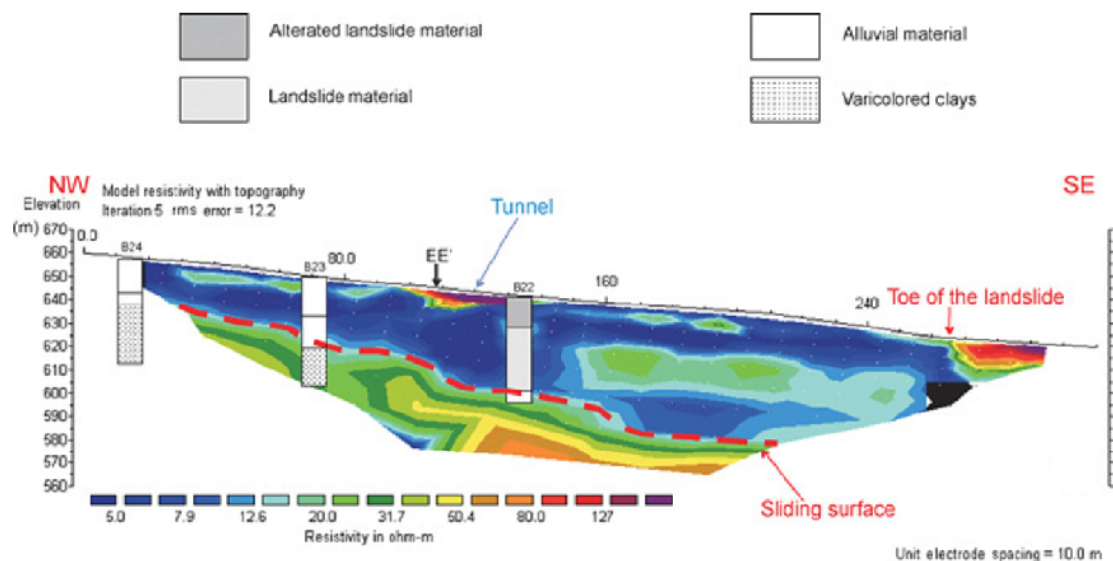 Alterated landslide material
Alluvial material
Landslide material
Varicolored clays
NW
Model resistivity with topography
SE
Elevation
Iteration 5 rms error = 12.2
Tunnel
(m)
670
660
650
640
630
620
610
600
590
580
570
560
0.0
B24
B23
80.0
EE'
B22
160
240
Toe of the landslide
5.0 7.9 12.6 20.0 31.7 50.4 80.0 127
Sliding surface
Resistivity in ohm-m
Unit electrode spacing = 10.0 m